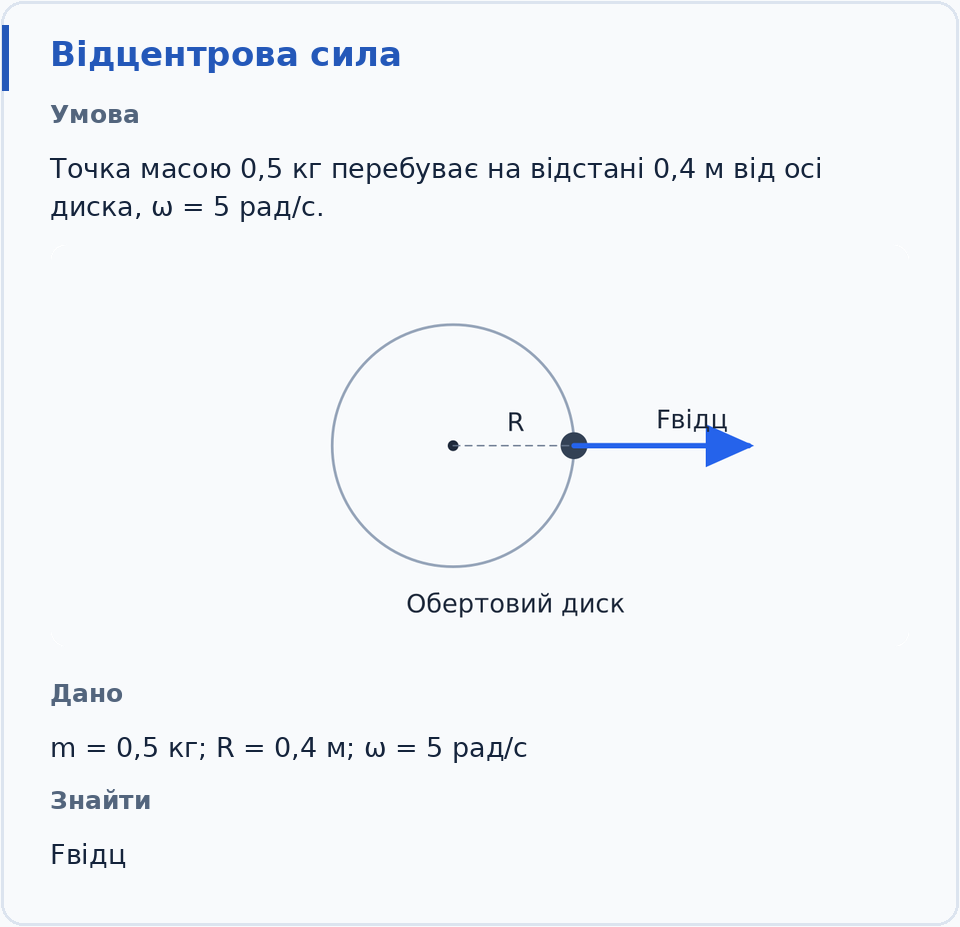 Відцентрова сила
Умова
Точка масою 0,5 кг перебуває на відстані 0,4 м від осі
диска, ω = 5 рад/с.
Fвідц
R
Обертовий диск
Дано
m = 0,5 кг; R = 0,4 м; ω = 5 рад/с
Знайти
Fвідц